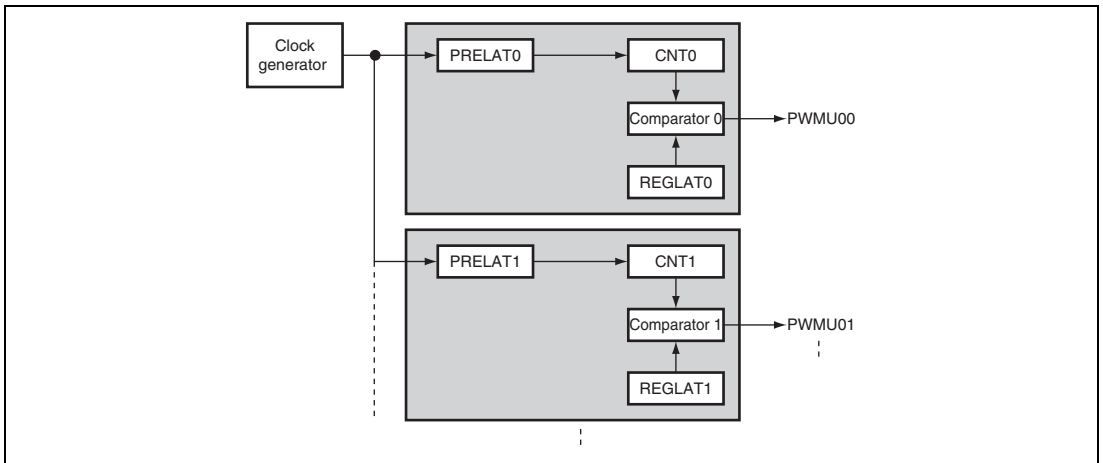 Clock
generator
PRELAT0
CNT0
Comparator 0
PWMU00
REGLAT0
PRELAT1
CNT1
Comparator 1
PWMU01
REGLAT1